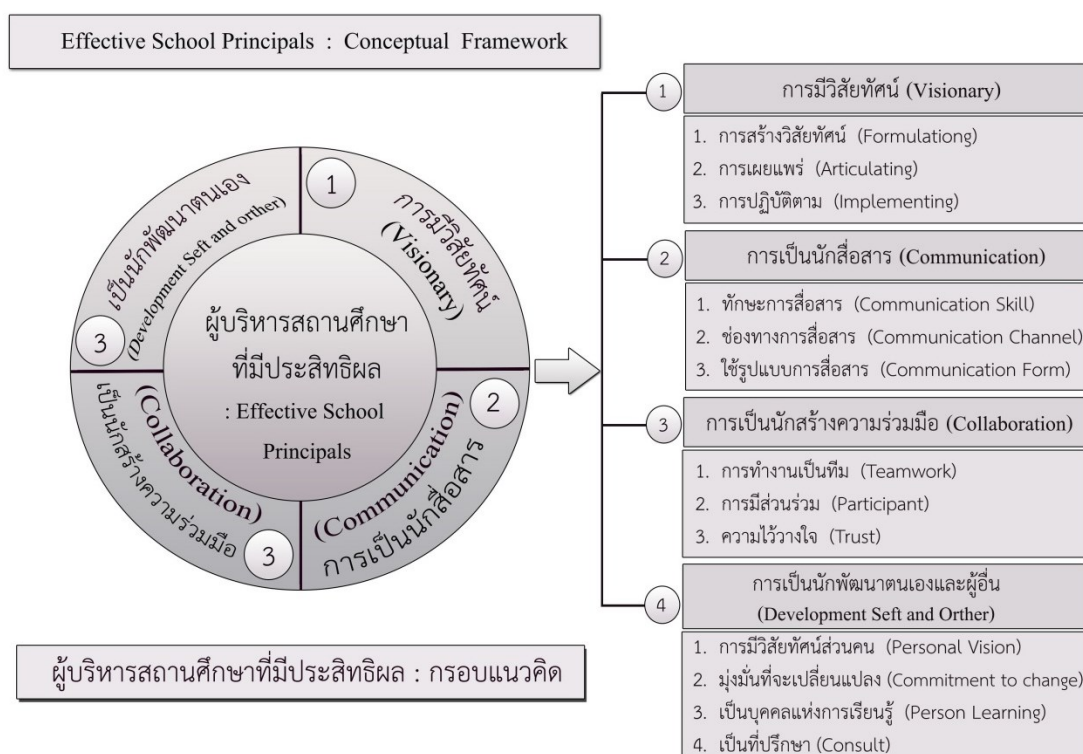 Effective School Principals : Conceptual Framework
1
การมีวิสัยทัศน์
(Visionary)
2
(Communication)
การเป็นนักสื่อสาร
3
(Collaboration)
เป็นนักสร้างความร่วมมือ
3
เป็นนักพัฒนาตนเอง
(Development Seft and orther)
ผู้บริหารสถานศึกษา
ที่มีประสิทธิผล
: Effective School
Principals
ผู้บริหารสถานศึกษาที่มีประสิทธิผล : กรอบแนวคิด
1 การมีวิสัยทัศน์ (Visionary)
1. การสร้างวิสัยทัศน์ (Formulationg)
2. การเผยแพร่ (Articulating)
3. การปฏิบัติตาม (Implementing)
2 การเป็นนักสื่อสาร (Communication)
1. ทักษะการสื่อสาร (Communication Skill)
2. ช่องทางการสื่อสาร (Communication Channel)
3. ใช้รูปแบบการสื่อสาร (Communication Form)
3 การเป็นนักสร้างความร่วมมือ (Collaboration)
1. การทำงานเป็นทีม (Teamwork)
2. การมีส่วนร่วม (Participant)
3. ความไว้วางใจ (Trust)
4 การเป็นนักพัฒนาตนเองและผู้อื่น
(Development Seft and Orther)
1. การมีวิสัยทัศน์ส่วนคน (Personal Vision)
2. มุ่งมั่นที่จะเปลี่ยนแปลง (Commitment to change)
3. เป็นบุคคลแห่งการเรียนรู้ (Person Learning)
4. เป็นที่ปรึกษา (Consult)